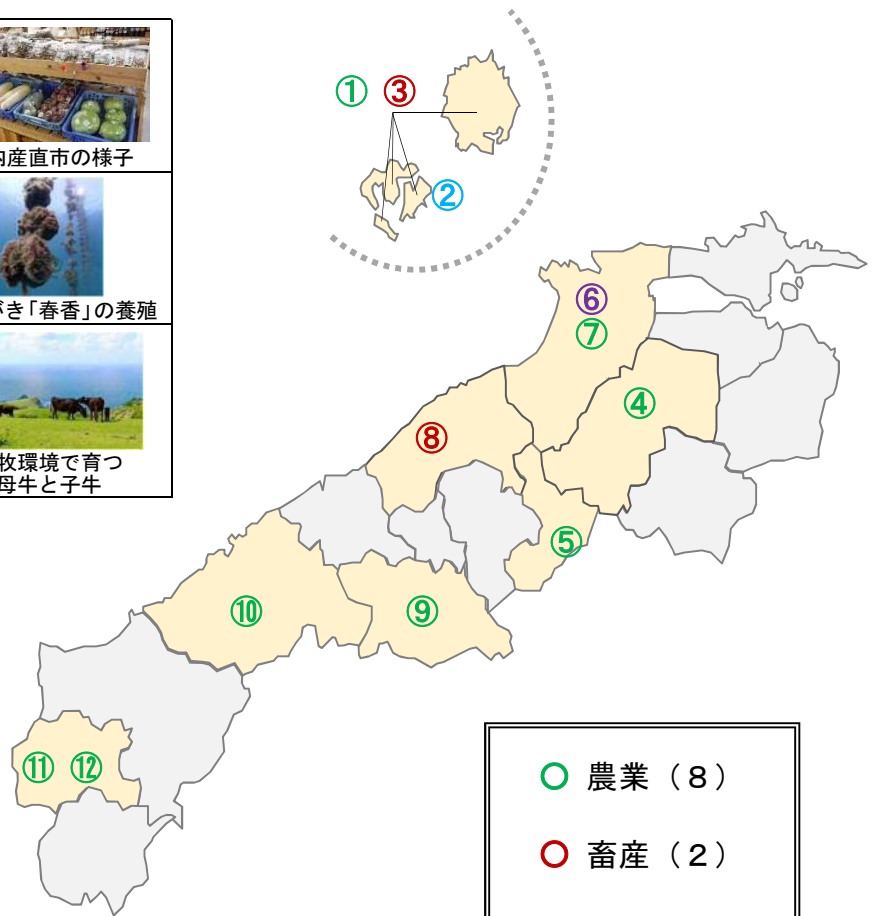 産直市の様子
がき「春香」の養殖
牧環境で育つ
母牛と子牛
①
③
②
⑥
⑦
④
⑧
⑤
⑩
⑨
⑪
⑫
○ 農業（８）
○ 畜産（２）